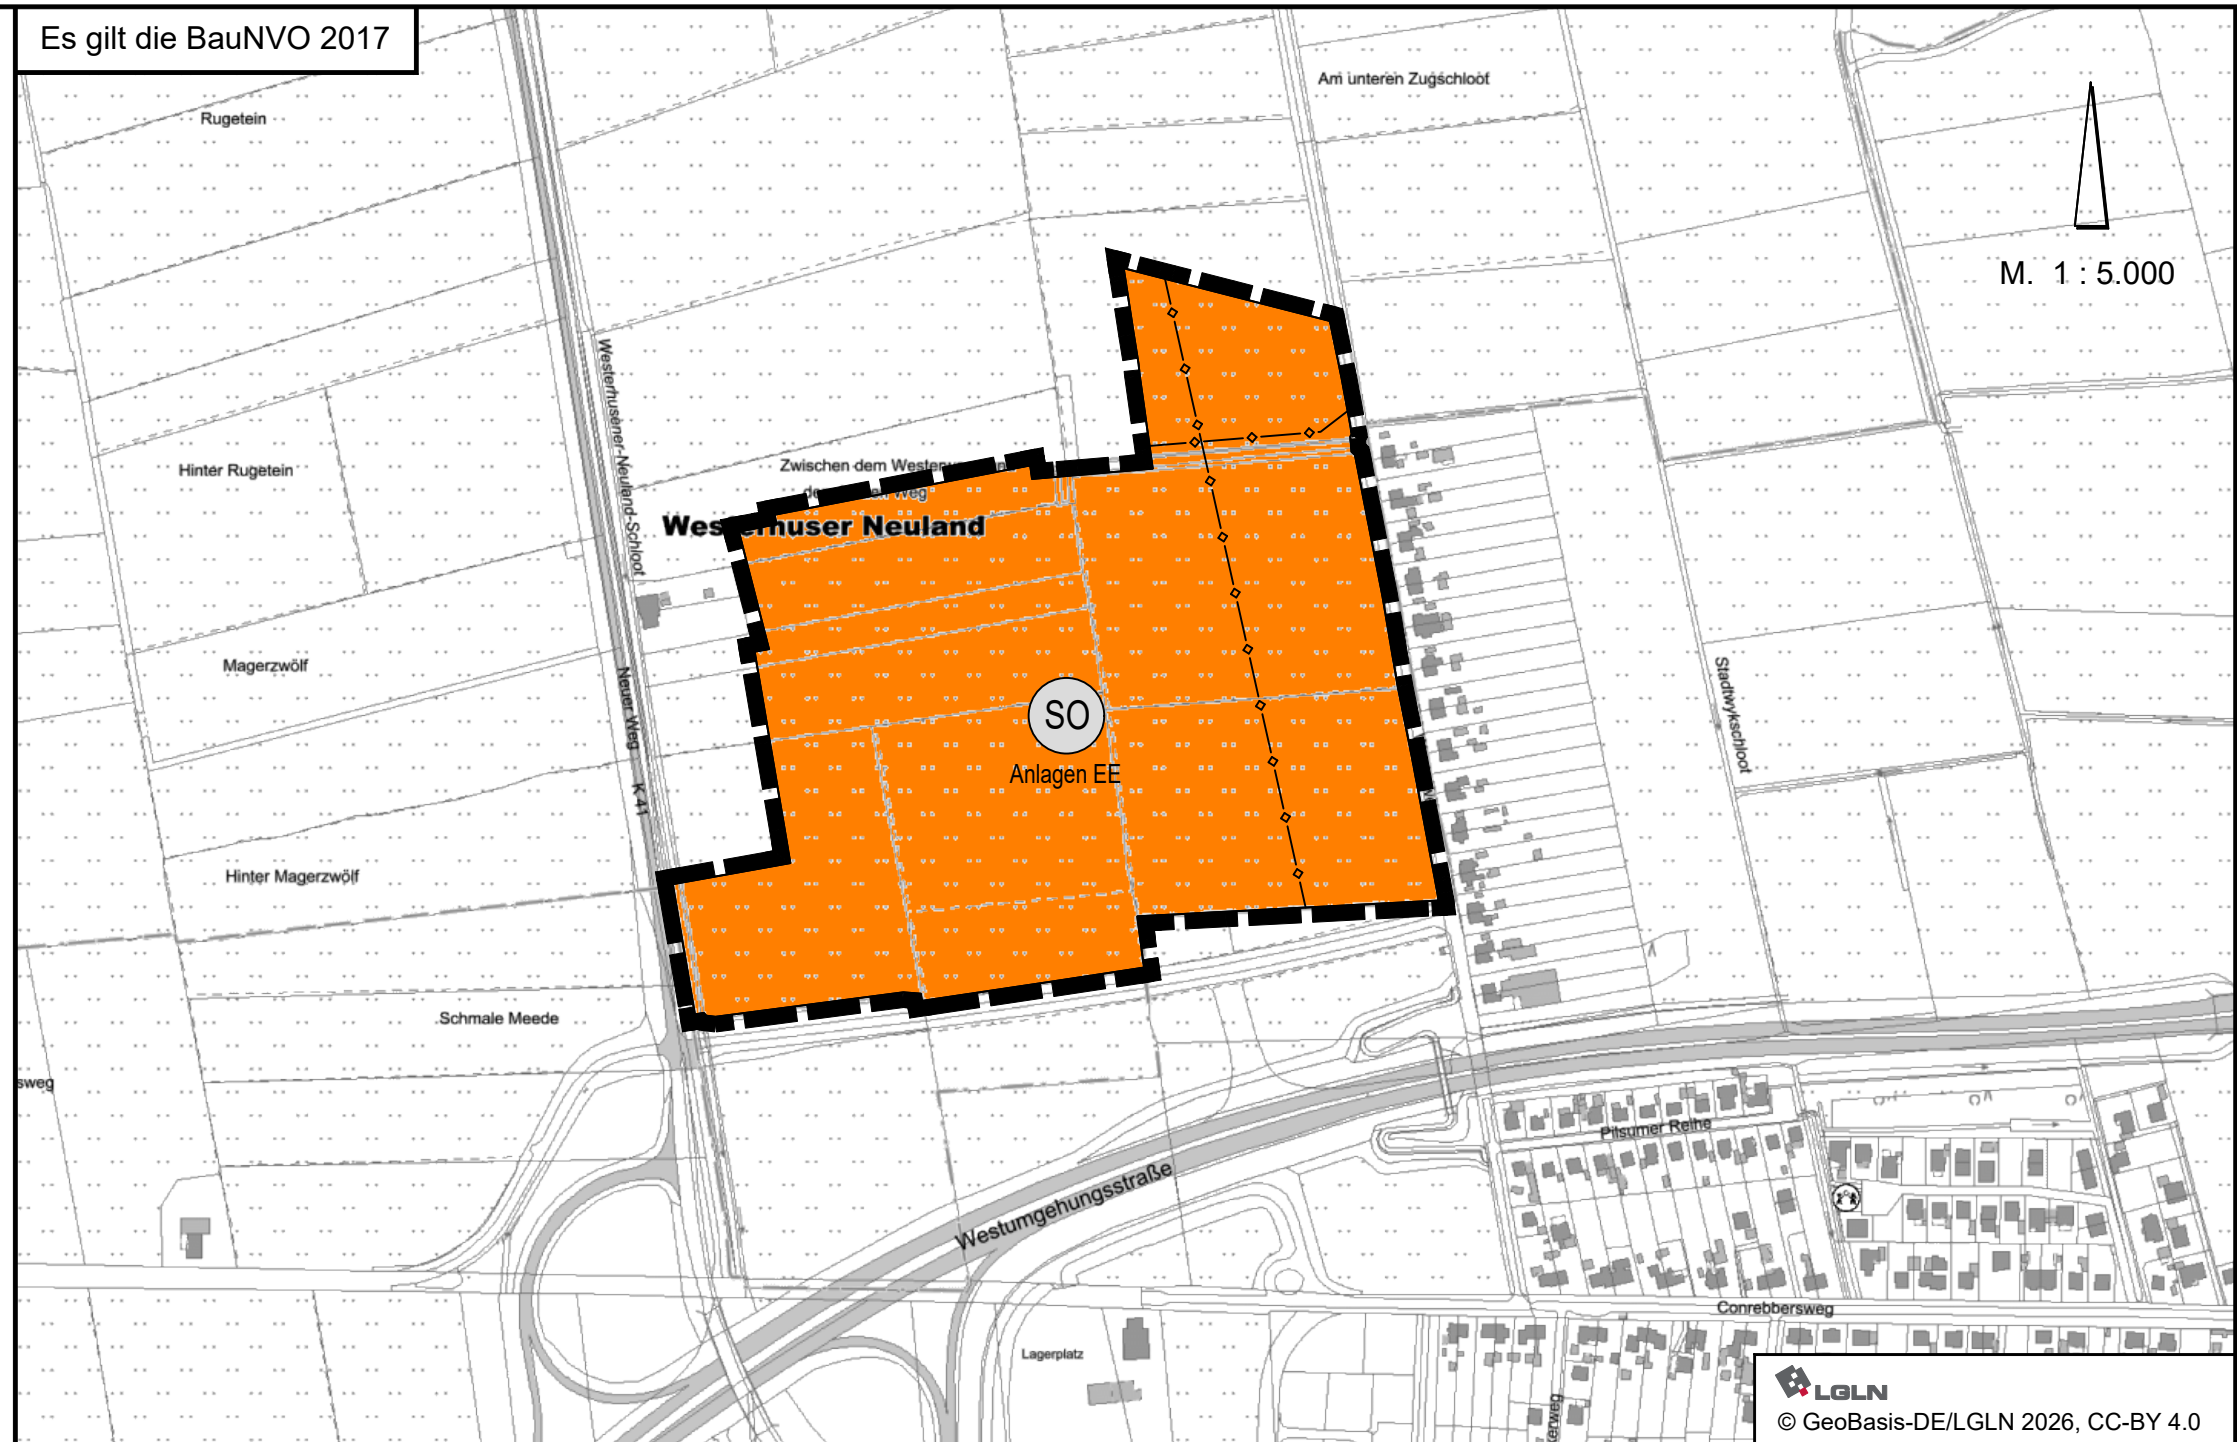 Es gilt die BauNVO 2017
Am unteren Zugschloot
Rugetein
M. 1 : 5.000
Westerhusener-Neuland-Schloot
Hinter Rugetein
Zwischen dem
Weg
Westerhuser Neuland
Magerzwölf
Neuer Weg
K 41
Stadtwykschloot
SO
Anlagen EE
Hinter Magerzwölf
Schmale Meede
sweg
Pilsumer Reihe
Westumgehungsstraße
Conrebbersweg
Lagerplatz
LGLN
© GeoBasis-DE/LGLN 2026, CC-BY 4.0